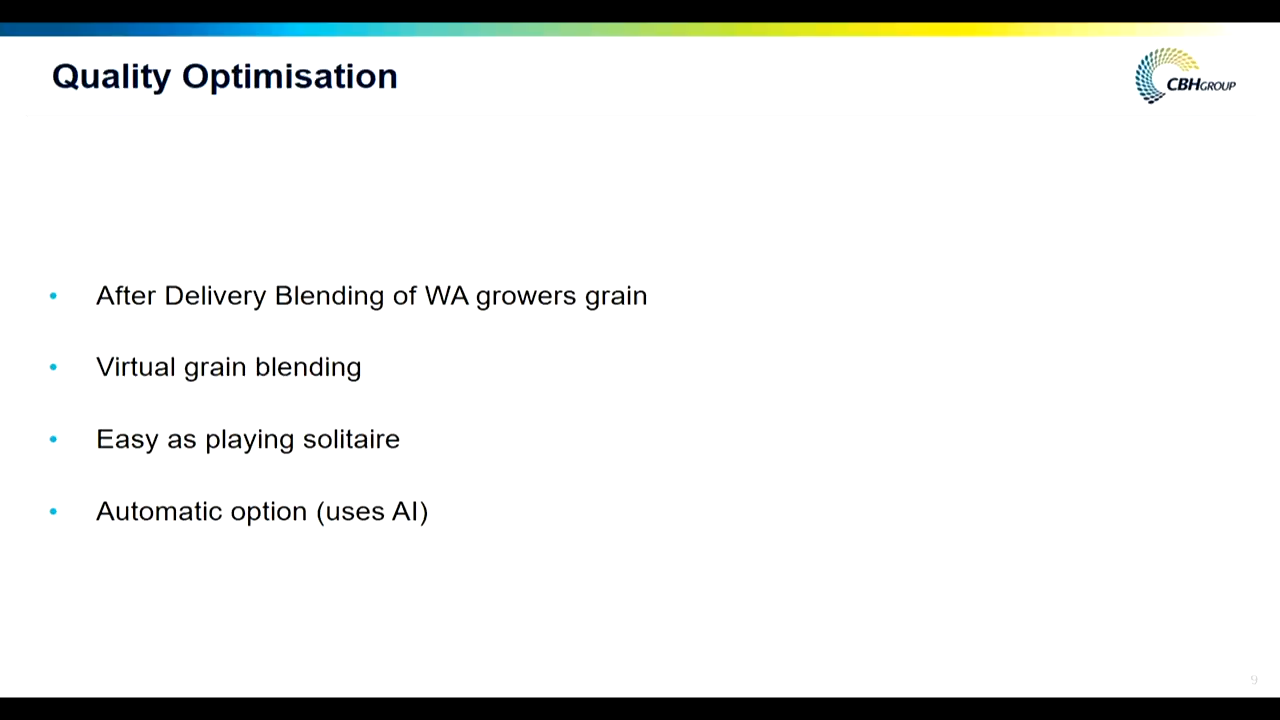 Quality Optimisation
CBHGROUP
• After Delivery Blending of WA growers grain
• Virtual grain blending
• Easy as playing solitaire
• Automatic option (uses AI)
9